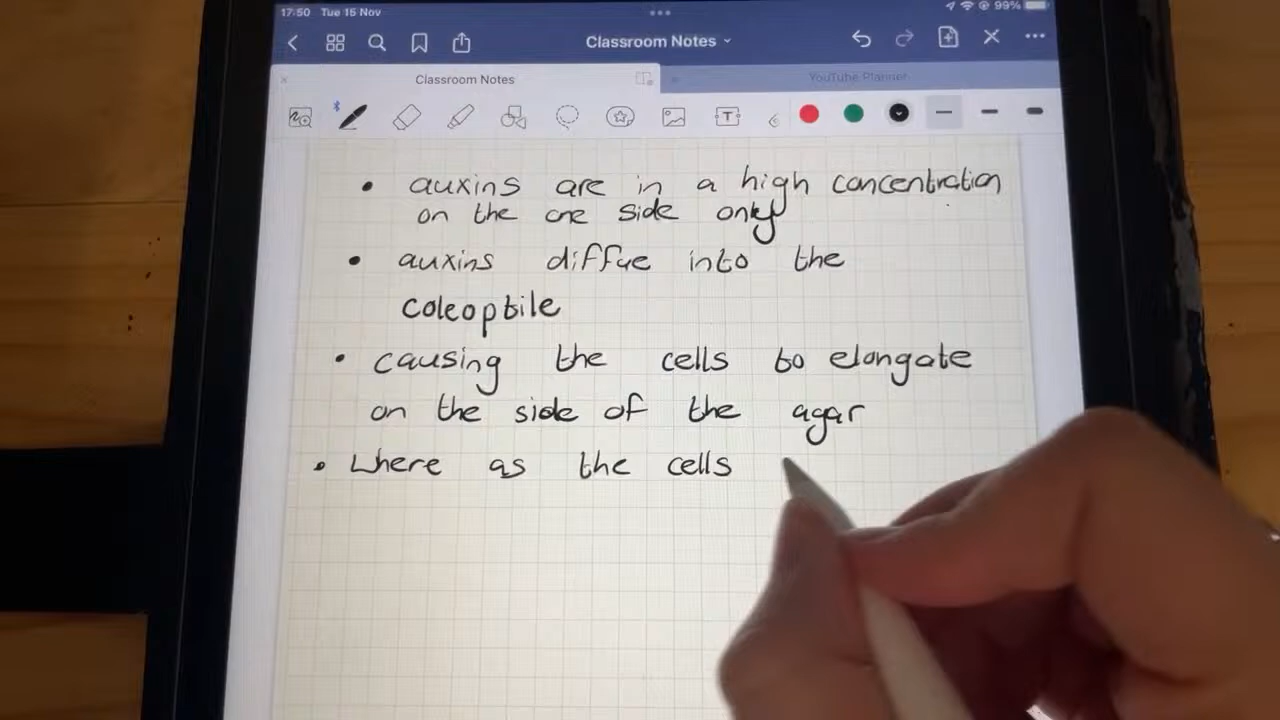 17:50 Tue 15 Nov
99%
Classroom Notes
Classroom Notes
YouTube Planner
T
• auxins are in a high concentration
on the one side only
• auxins diffue into the
coleoptile
• causing the cells to elongate
on the side of the agar
• Where as the cells